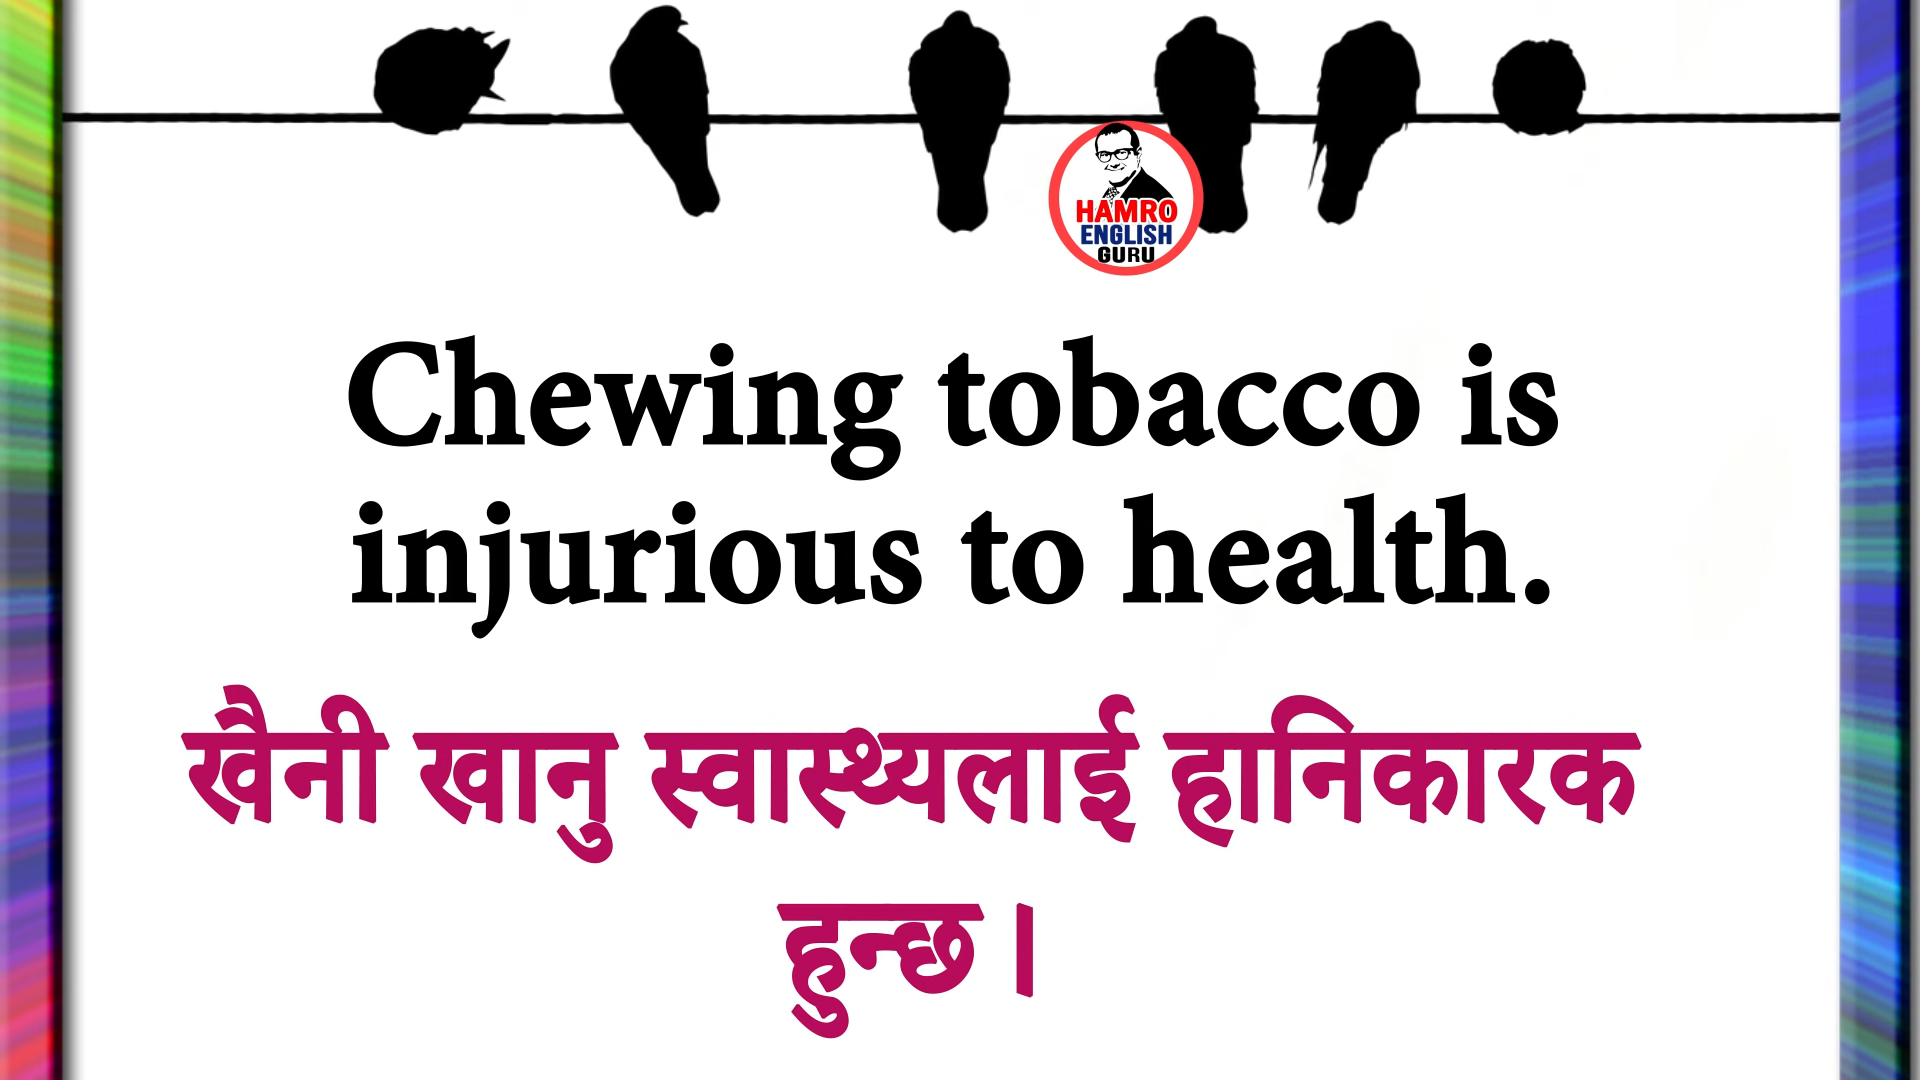 HAMRO
ENGLISH
GURU
Chewing tobacco is
injurious to health.
खैनी खानु स्वास्थ्यलाई हानिकारक
हुन्छ।